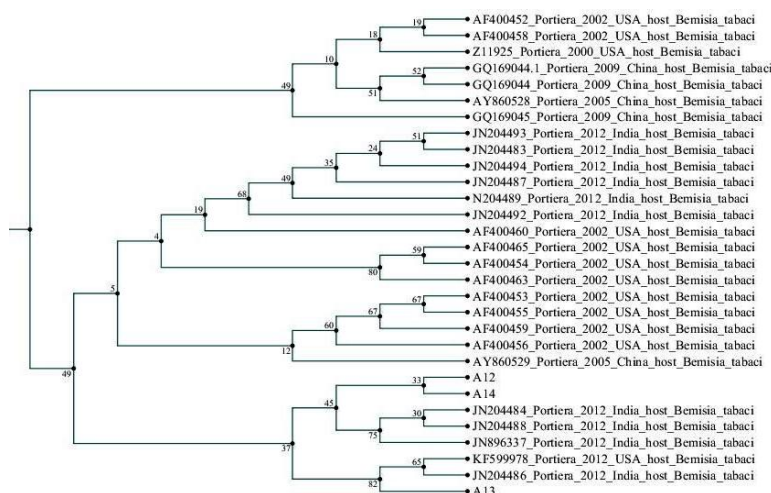 AF400452_Portiera_2002_USA_host_Bemisia_tabaci
AF400458_Portiera_2002_USA_host_Bemisia_tabaci
Z11925_Portiera_2000_USA_host_Bemisia_tabaci
GQ169044.1_Portiera_2009_China_host_Bemisia_tabaci
GQ169044_Portiera_2009_China_host_Bemisia_tabaci
AY860528_Portiera_2005_China_host_Bemisia_tabaci
GQ169045_Portiera_2009_China_host_Bemisia_tabaci
JN204493_Portiera_2012_India_host_Bemisia_tabaci
JN204483_Portiera_2012_India_host_Bemisia_tabaci
JN204494_Portiera_2012_India_host_Bemisia_tabaci
JN204487_Portiera_2012_India_host_Bemisia_tabaci
N204489_Portiera_2012_India_host_Bemisia_tabaci
JN204492_Portiera_2012_India_host_Bemisia_tabaci
AF400460_Portiera_2002_USA_host_Bemisia_tabaci
AF400465_Portiera_2002_USA_host_Bemisia_tabaci
AF400454_Portiera_2002_USA_host_Bemisia_tabaci
AF400463_Portiera_2002_USA_host_Bemisia_tabaci
AF400453_Portiera_2002_USA_host_Bemisia_tabaci
AF400455_Portiera_2002_USA_host_Bemisia_tabaci
AF400459_Portiera_2002_USA_host_Bemisia_tabaci
AF400456_Portiera_2002_USA_host_Bemisia_tabaci
AY860529_Portiera_2005_China_host_Bemisia_tabaci
A12
A14
JN204484_Portiera_2012_India_host_Bemisia_tabaci
JN204488_Portiera_2012_India_host_Bemisia_tabaci
JN896337_Portiera_2012_India_host_Bemisia_tabaci
KF599978_Portiera_2012_USA_host_Bemisia_tabaci
JN204486_Portiera_2012_India_host_Bemisia_tabaci
A13
19
18
10
52
51
49
51
24
35
49
68
19
4
59
80
5
67
67
60
12
49
33
45
30
75
37
65
82